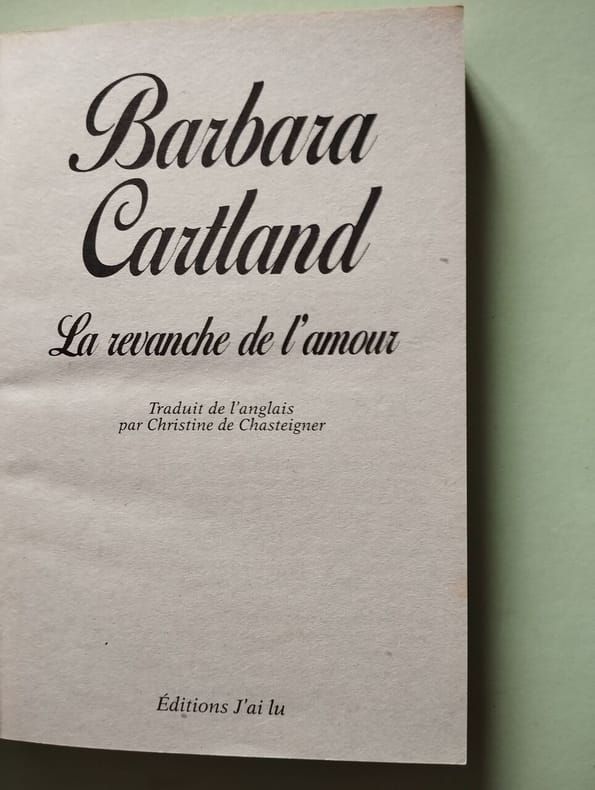 Barbara
Cartland
La revanche de l'amour
Traduit de l'anglais
par Christine de Chasteigner
Éditions J'ai lu